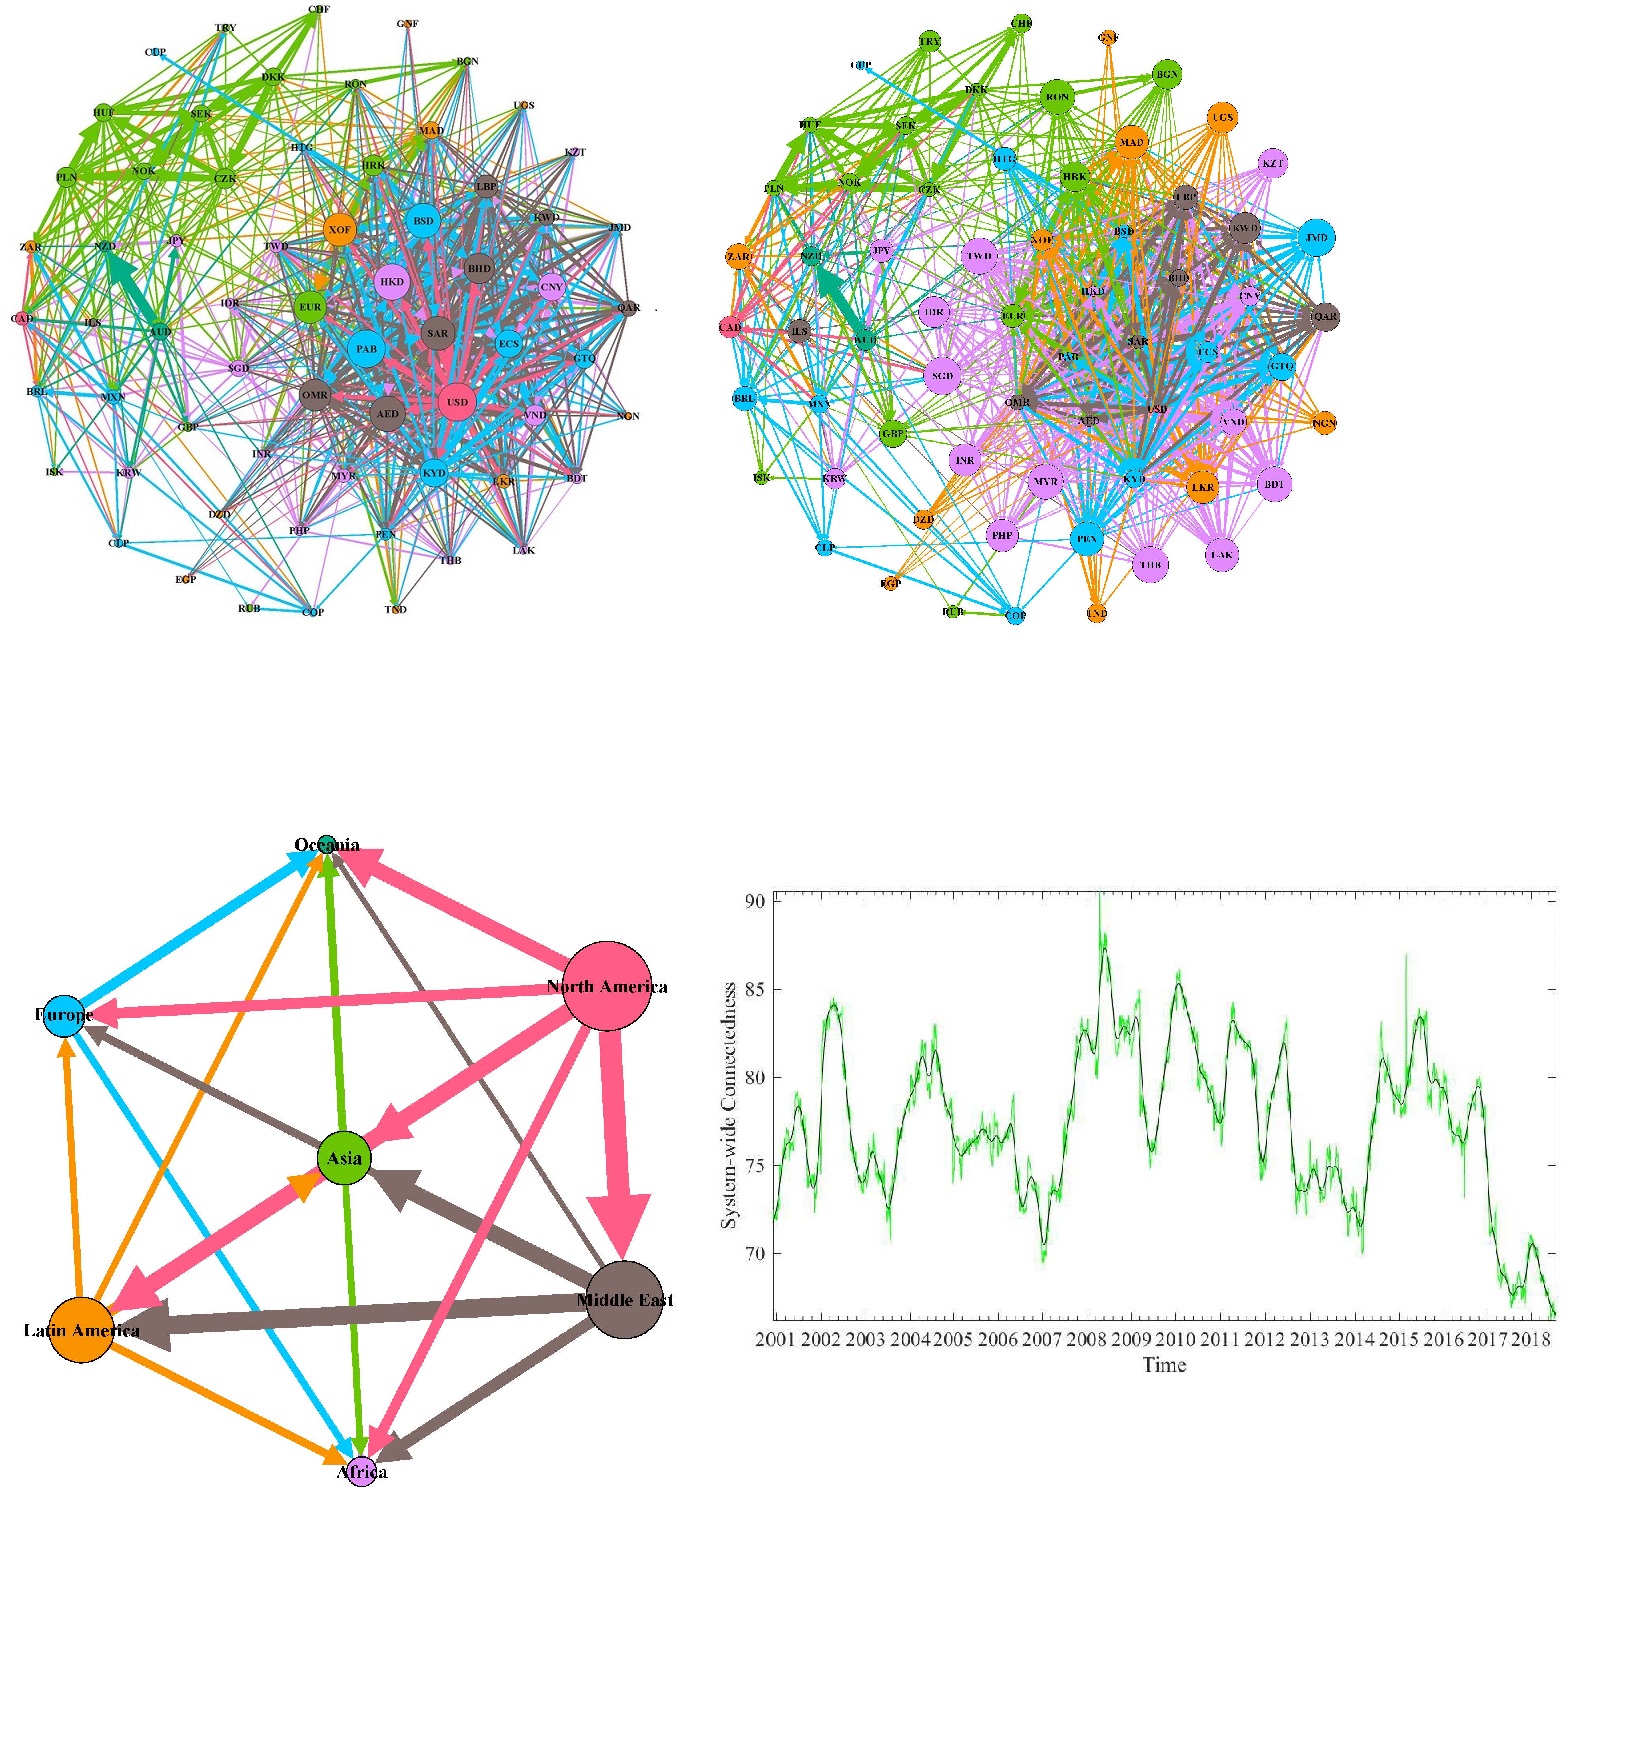 CHF
TRY
GNF
CLP
BGN
DKK
RON
UGS
HUF
SEK
MAD
HTG
KZT
HRK
NOK
PLN
CZK
LBP
BSD
KWD
JMD
XOF
JPY
ZAR
NZD
TWD
BHD
HKD
CNY
IDR
EUR
QAR
CAD
ILS
AUD
SAR
ECS
PAB
GTQ
SGD
BRL
MXN
OMR
AED
USD
VND
NGN
GBP
INR
ISK
KRW
MYR
KYD
LKR
BDT
DZD
PHP
PEN
CLP
LAK
THB
EGP
RUB
COP
TND
CHF
TRY
GNF
BGN
DKK
RON
UGS
HUF
SEK
MAD
HTG
KZT
HRK
NOK
PLN
CZK
LBP
KWD
BSD
JMD
XOF
JPY
ZAR
NZD
TWD
BHD
HKD
CNY
IDR
EUR
QAR
CAD
ILS
AUD
SAR
ECS
PAB
GTQ
SGD
BRL
MXN
OMR
AED
USD
VND
NGN
GBP
INR
ISK
KRW
MYR
KYD
LKR
BDT
DZD
PHP
PEN
CLP
LAK
THB
EGP
RUB
COP
TND
Oceania
North America
Europe
Asia
Middle East
Latin America
Africa
90
85
80
75
70
System-wide Connectedness
2001 2002 2003 2004 2005 2006 2007 2008 2009 2010 2011 2012 2013 2014 2015 2016 2017 2018
Time